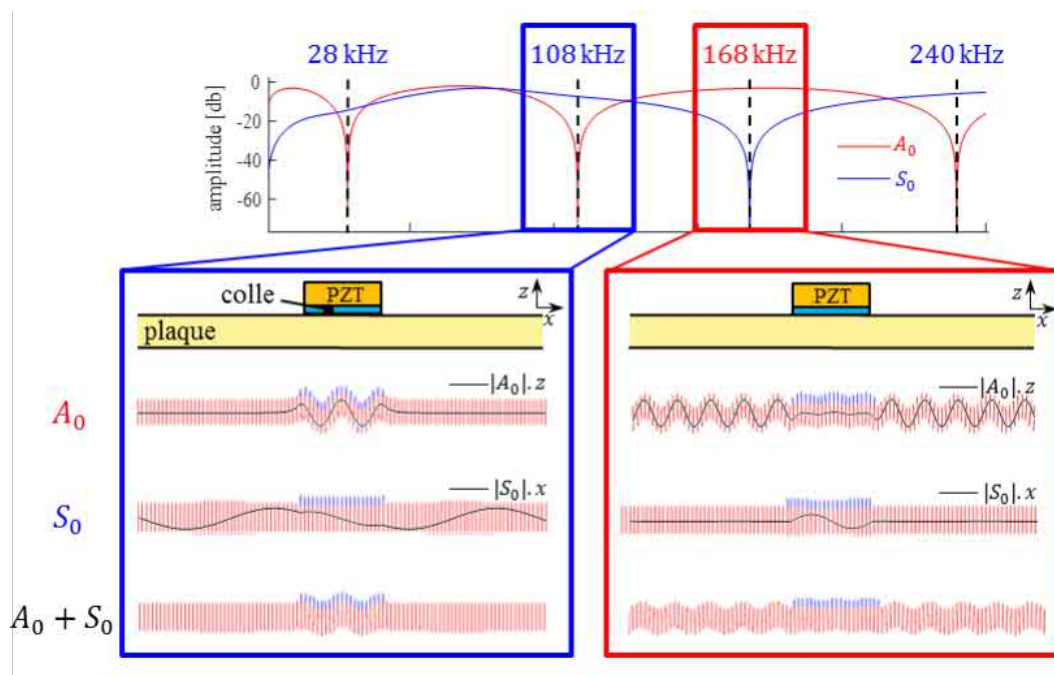 28 kHz 108 kHz 168 kHz 240 kHz
amplitude [db]
0
-20
-40
-60
A₀
S₀
colle PZT z
x
plaque
PZT z
x
A₀ |A₀|. z |A₀|. z
S₀ |S₀|. x |S₀|. x
A₀ + S₀